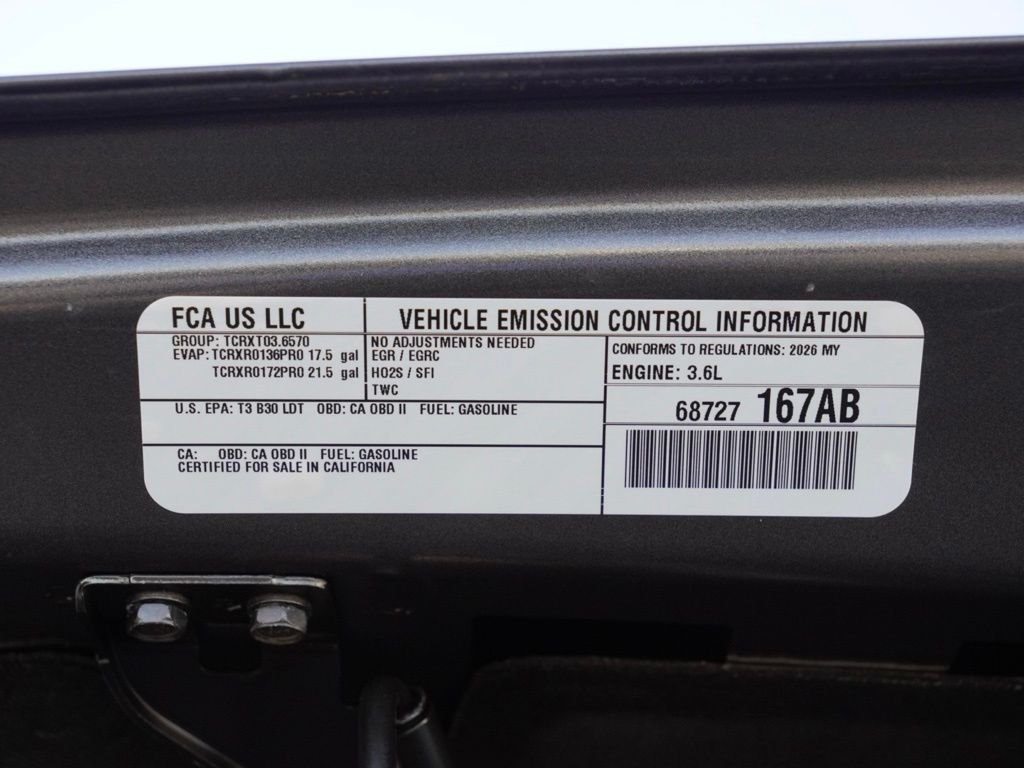 FCA US LLC
VEHICLE EMISSION CONTROL INFORMATION
GROUP: TCRXT03.6570
EVAP: TCRXR0136PR0 17.5 gal
TCRXR0172PR0 21.5 gal
NO ADJUSTMENTS NEEDED
EGR / EGRC
HO2S / SFI
TWC
CONFORMS TO REGULATIONS: 2026 MY
ENGINE: 3.6L
U.S. EPA: T3 B30 LDT OBD: CA OBD II FUEL: GASOLINE
68727 167AB
CA: OBD: CA OBD II FUEL: GASOLINE
CERTIFIED FOR SALE IN CALIFORNIA